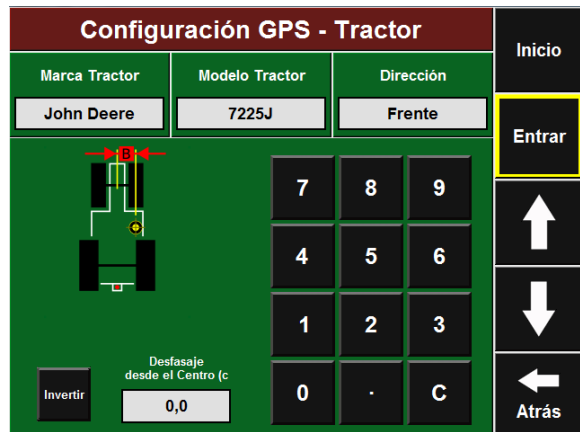 Configuración GPS - Tractor
Inicio
Marca Tractor
Modelo Tractor
Dirección
John Deere
7225J
Frente
Entrar
B
7
8
9
4
5
6
1
2
3
Desfasaje
desde el Centro (c
Invertir
0,0
0
.
C
Atrás